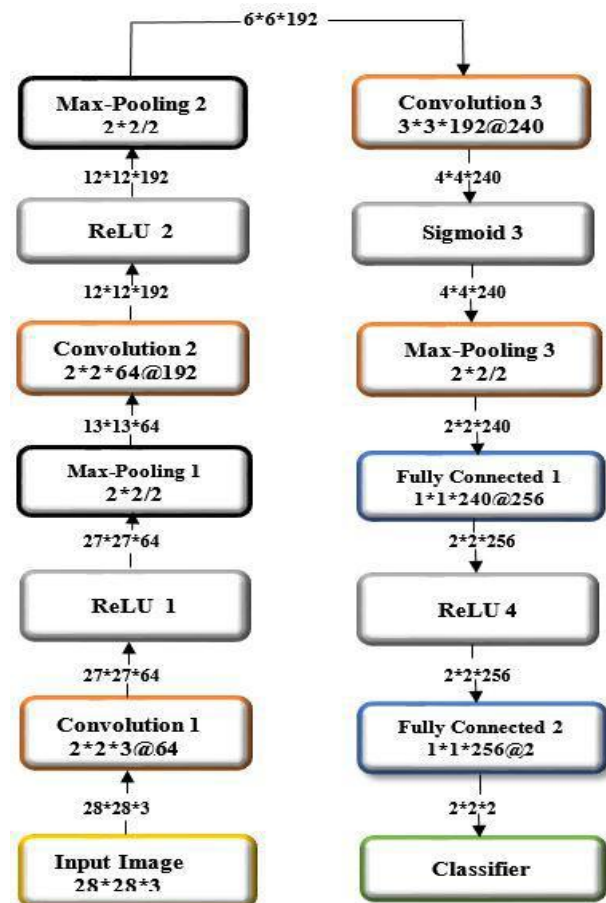 6*6*192
Max-Pooling 2
2*2/2
12*12*192
ReLU 2
12*12*192
Convolution 2
2*2*64@192
13*13*64
Max-Pooling 1
2*2/2
27*27*64
ReLU 1
27*27*64
Convolution 1
2*2*3@64
28*28*3
Input Image
28*28*3
Convolution 3
3*3*192@240
4*4*240
Sigmoid 3
4*4*240
Max-Pooling 3
2*2/2
2*2*240
Fully Connected 1
1*1*240@256
2*2*256
ReLU 4
2*2*256
Fully Connected 2
1*1*256@2
2*2*2
Classifier